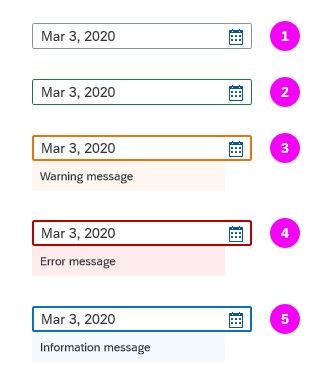 Mar 3, 2020 1
Mar 3, 2020 2
Mar 3, 2020 3
Warning message
Mar 3, 2020 4
Error message
Mar 3, 2020 5
Information message